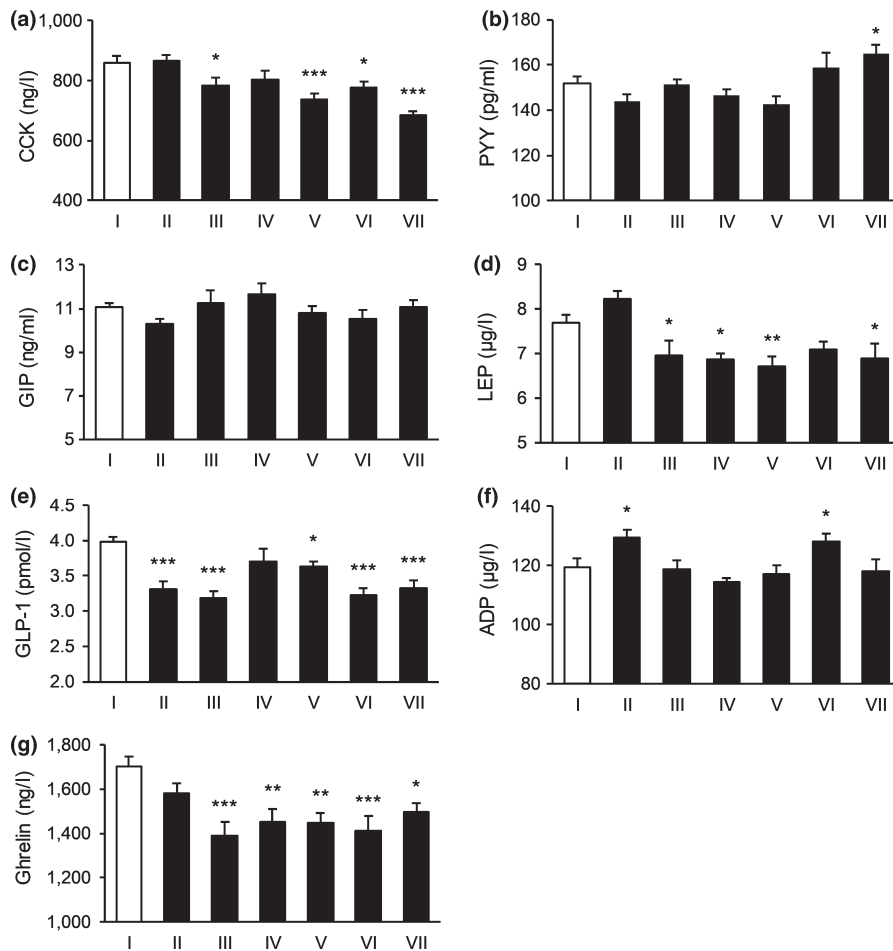 (a)
1,000
800
600
400
CCK (ng/l)
* *** * ***
I II III IV V VI VII
(b)
180
160
140
120
100
PYY (pg/ml)
*
I II III IV V VI VII
(c)
13
11
9
7
5
GIP (ng/ml)
I II III IV V VI VII
(d)
9
8
7
6
5
LEP (µg/l)
* * ** *
I II III IV V VI VII
(e)
4.5
4.0
3.5
3.0
2.5
2.0
GLP-1 (pmol/l)
*** *** * *** ***
I II III IV V VI VII
(f)
140
120
100
80
ADP (µg/l)
* *
I II III IV V VI VII
(g)
1,800
1,600
1,400
1,200
1,000
Ghrelin (ng/l)
*** ** ** *** *
I II III IV V VI VII